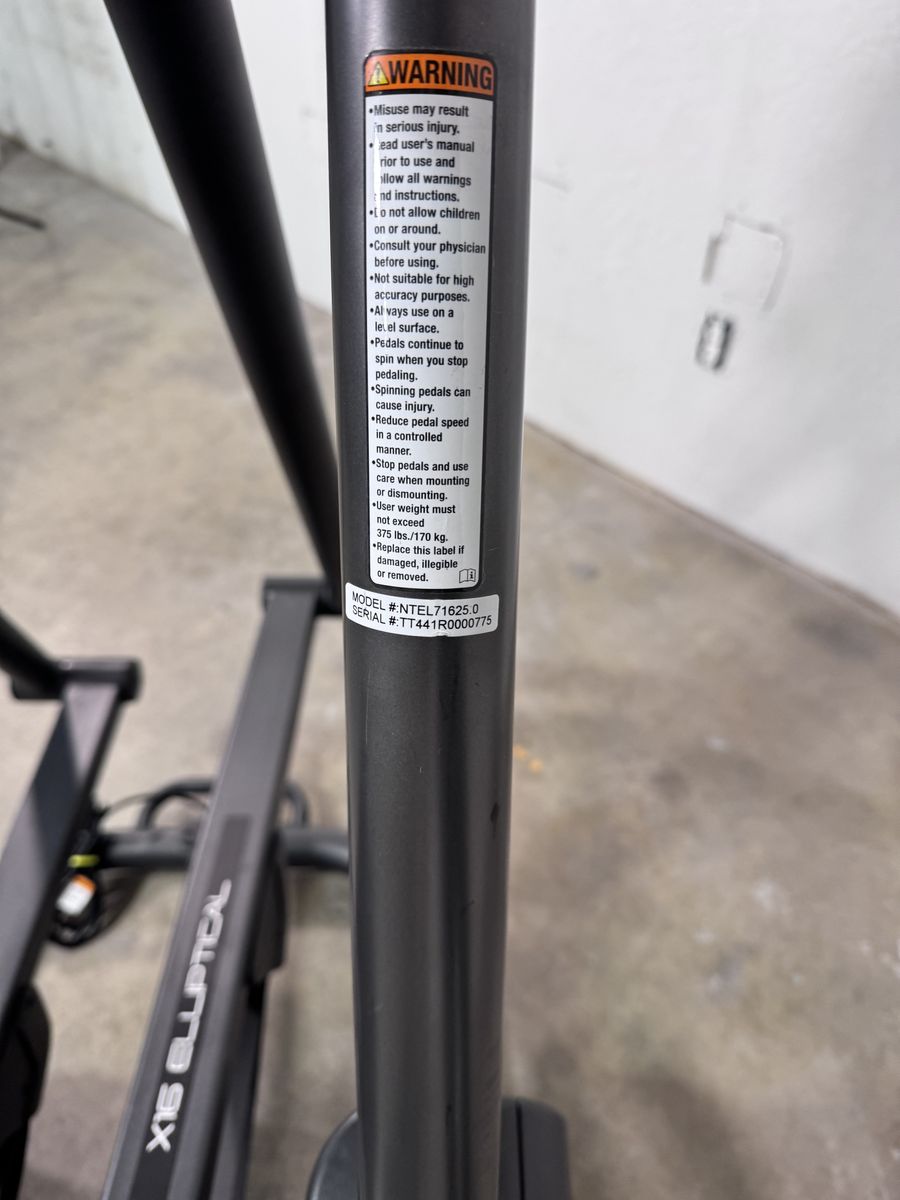 WARNING
•Misuse may result
in serious injury.
•Read user's manual
prior to use and
follow all warnings
and instructions.
•Do not allow children
on or around.
•Consult your physician
before using.
•Not suitable for high
accuracy purposes.
•Always use on a
level surface.
•Pedals continue to
spin when you stop
pedaling.
•Spinning pedals can
cause injury.
•Reduce pedal speed
in a controlled
manner.
•Stop pedals and use
care when mounting
or dismounting.
•User weight must
not exceed
375 lbs./170 kg.
•Replace this label if
damaged, illegible
or removed.
MODEL #:NTEL71625.0
SERIAL #:TT441R0000775
X16 ELLIPTICAL